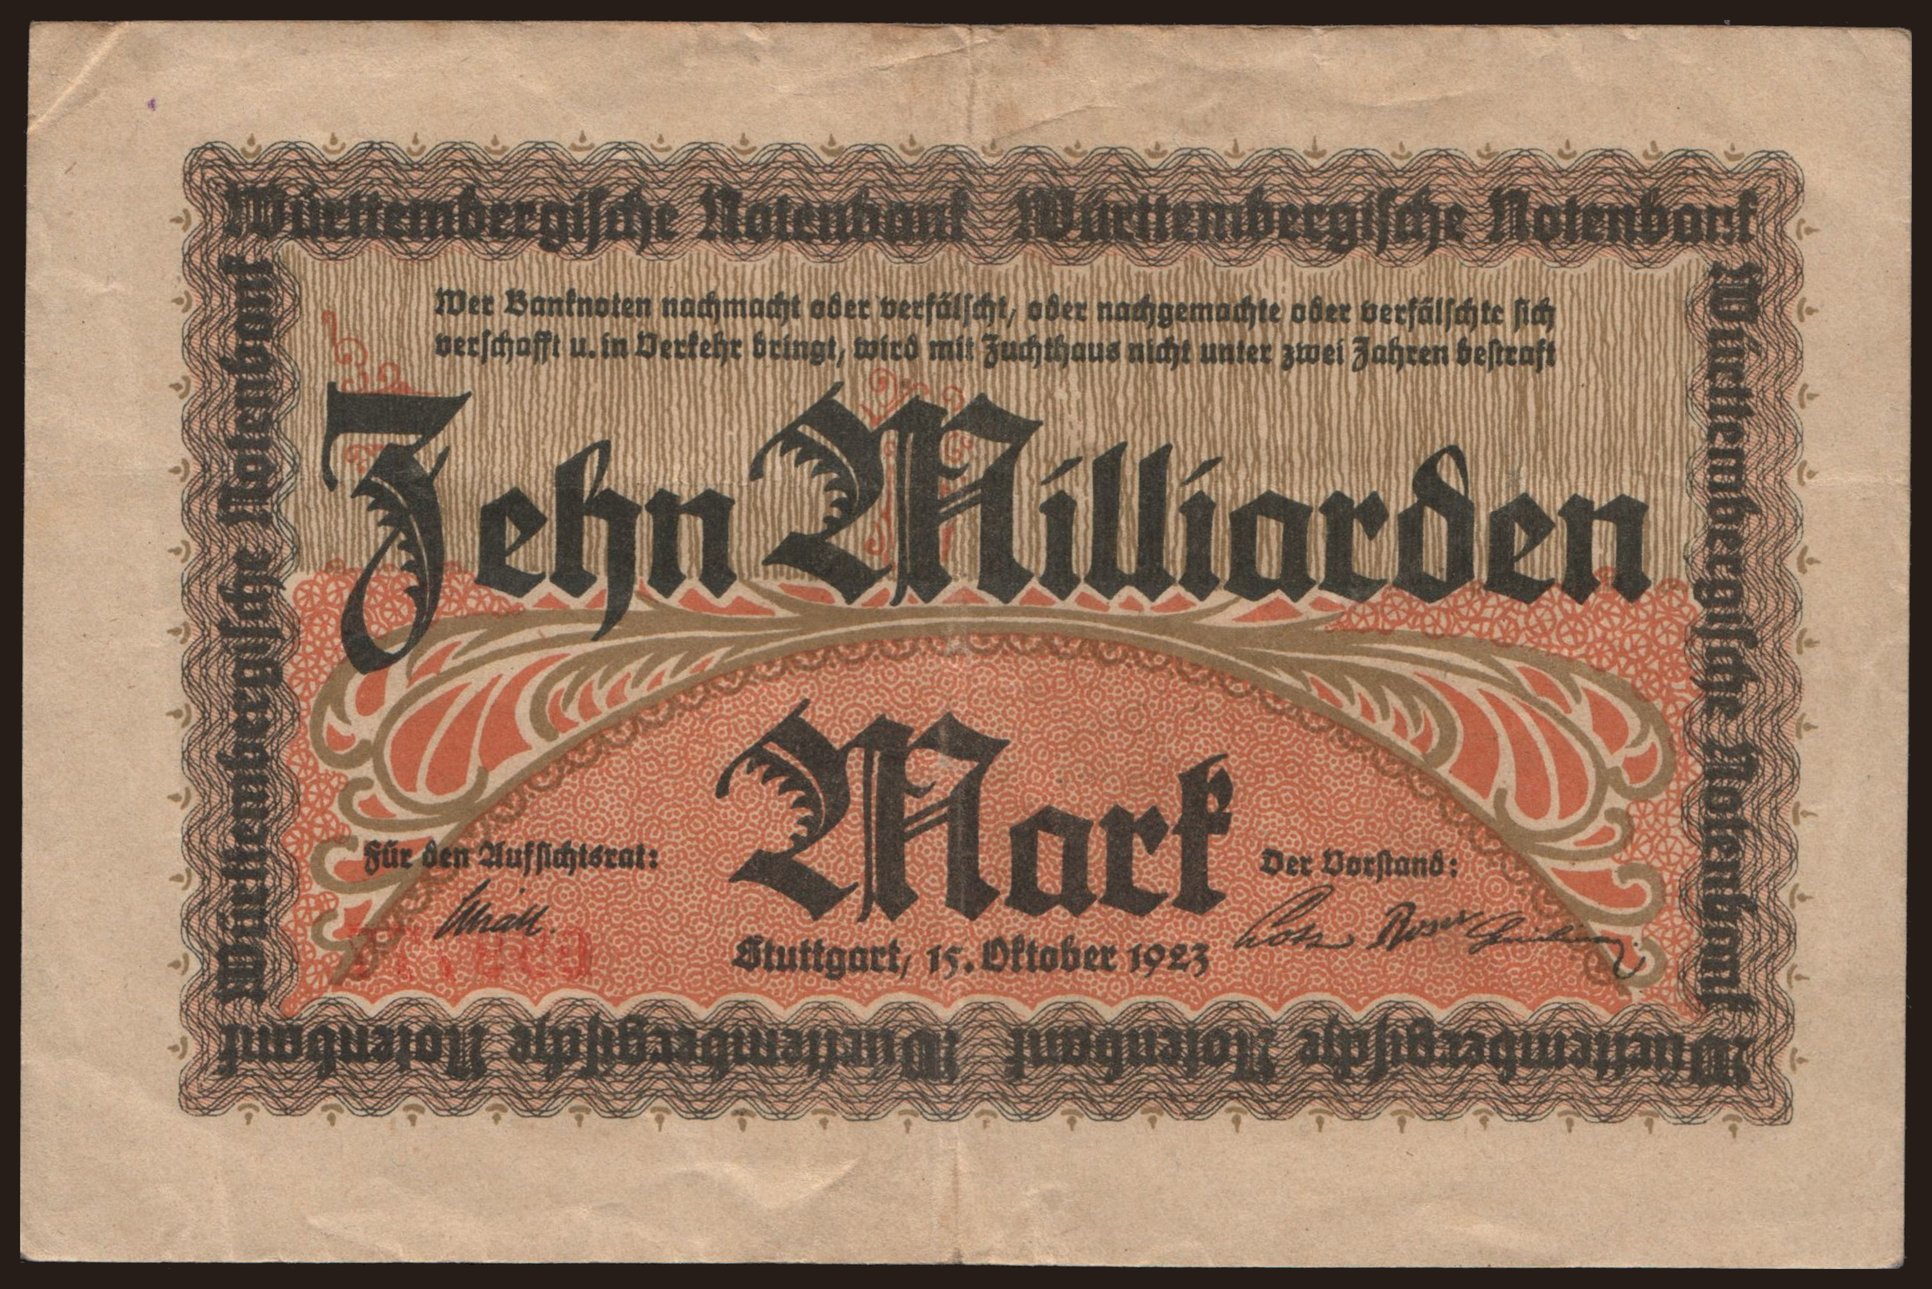 Württembergische Notenbank Württembergische Notenbank
Württembergische Notenbank
Württembergische Notenbank
Wer Banknoten nachmacht oder verfälscht, oder nachgemachte oder verfälschte sich
verschafft u. in Verkehr bringt, wird mit Zuchthaus nicht unter zwei Jahren bestraft
Zehn Milliarden
Mark
Für den Aufsichtsrat:
Der Vorstand:
Stuttgart, 15. Oktober 1923
Württembergische Notenbank Württembergische Notenbank